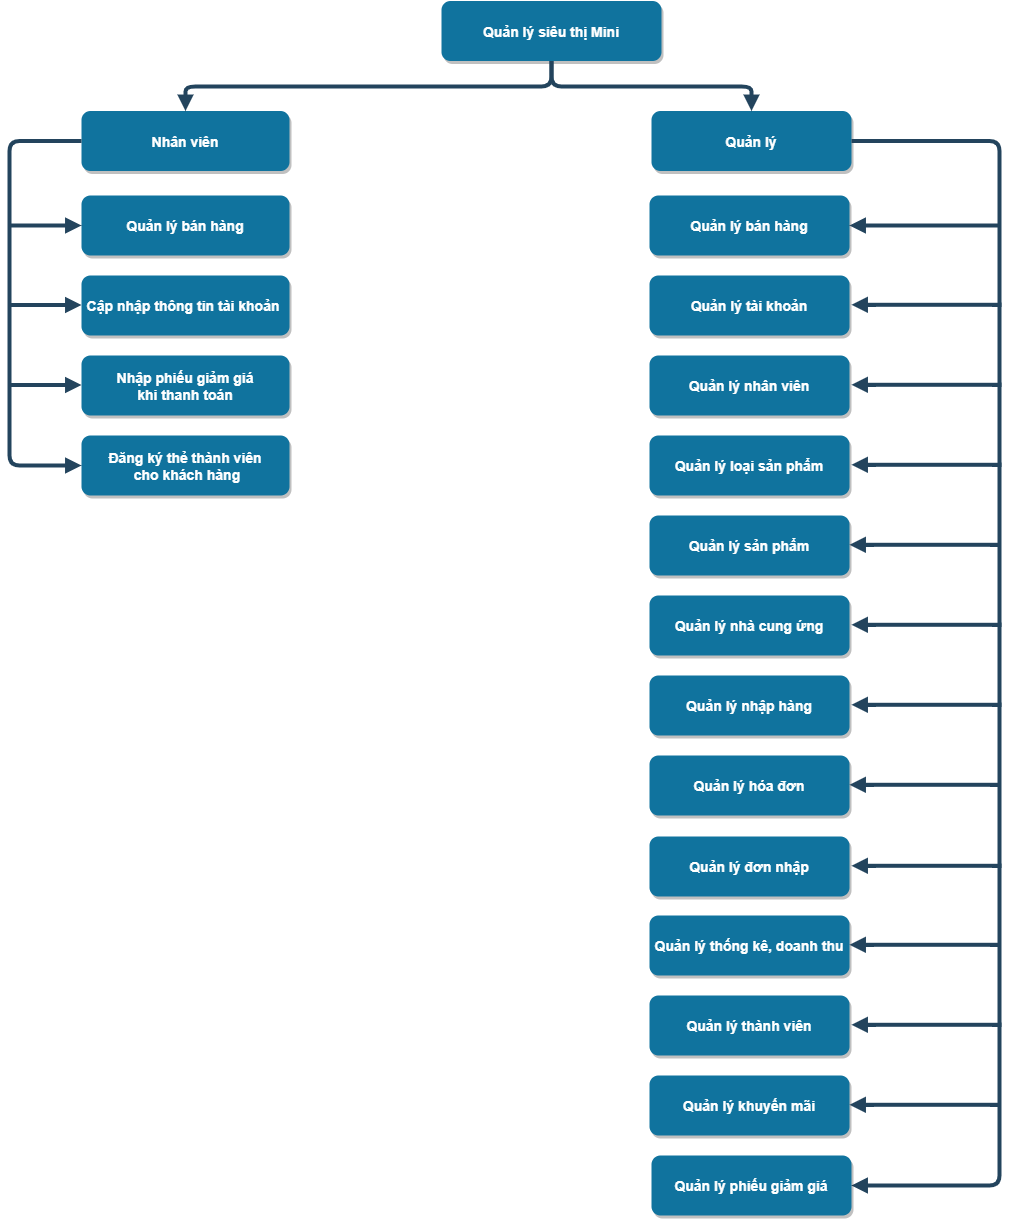 Quản lý siêu thị Mini
Nhân viên
Quản lý bán hàng
Cập nhập thông tin tài khoản
Nhập phiếu giảm giá
khi thanh toán
Đăng ký thẻ thành viên
cho khách hàng
Quản lý
Quản lý bán hàng
Quản lý tài khoản
Quản lý nhân viên
Quản lý loại sản phẩm
Quản lý sản phẩm
Quản lý nhà cung ứng
Quản lý nhập hàng
Quản lý hóa đơn
Quản lý đơn nhập
Quản lý thống kê, doanh thu
Quản lý thành viên
Quản lý khuyến mãi
Quản lý phiếu giảm giá